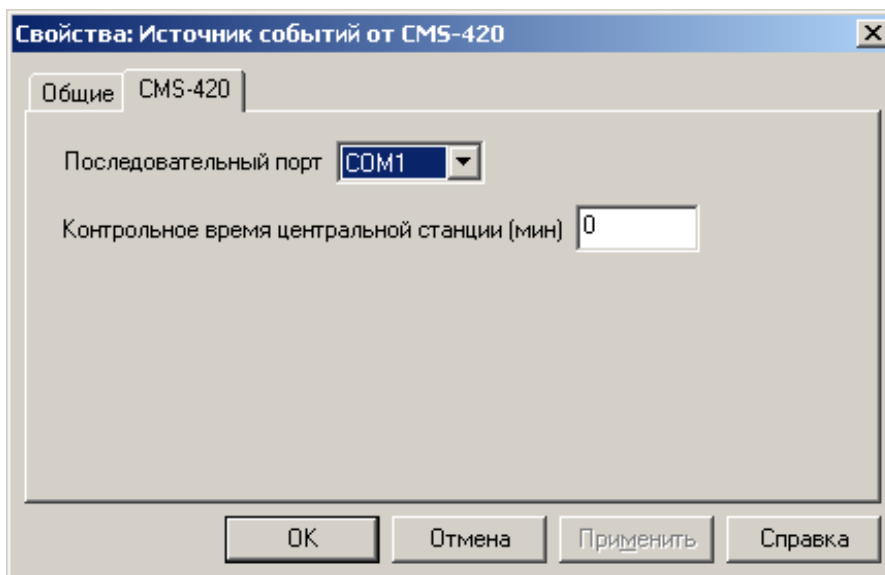 Свойства: Источник событий от CMS-420
Общие CMS-420
Последовательный порт COM1
Контрольное время центральной станции (мин) 0
OK Отмена Применить Справка